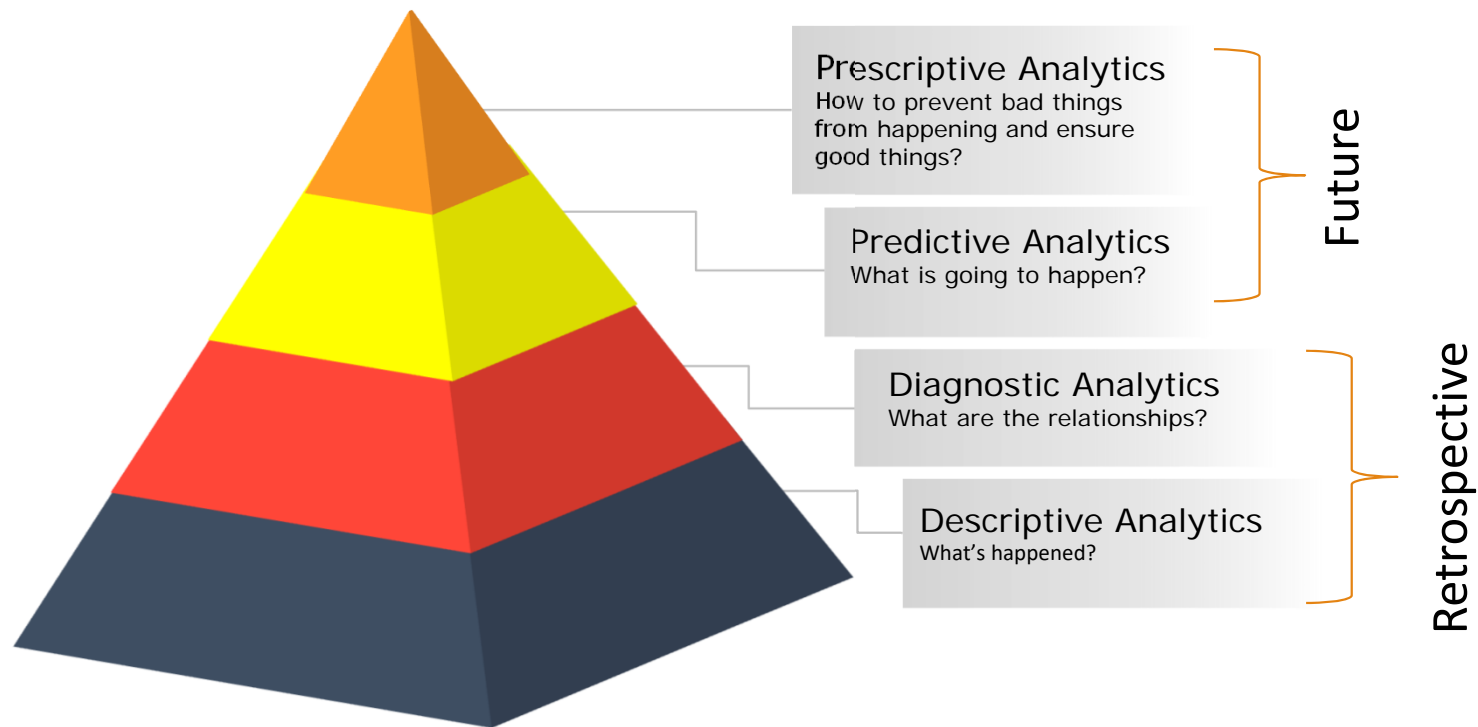 Prescriptive Analytics
How to prevent bad things
from happening and ensure
good things?
Predictive Analytics
What is going to happen?
Future
Diagnostic Analytics
What are the relationships?
Descriptive Analytics
What's happened?
Retrospective